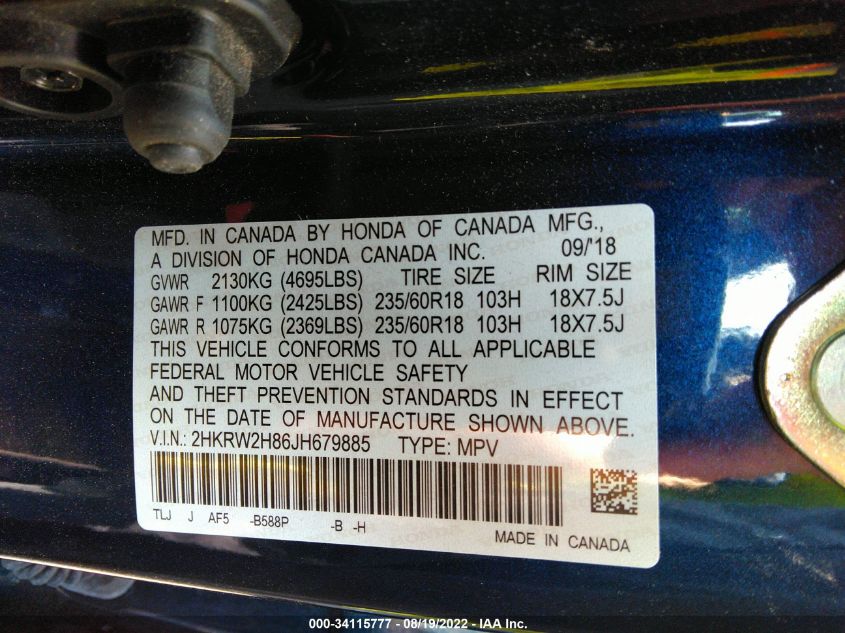 MFD. IN CANADA BY HONDA OF CANADA MFG.,
A DIVISION OF HONDA CANADA INC. 09/'18
GVWR 2130KG (4695LBS) TIRE SIZE RIM SIZE
GAWR F 1100KG (2425LBS) 235/60R18 103H 18X7.5J
GAWR R 1075KG (2369LBS) 235/60R18 103H 18X7.5J
THIS VEHICLE CONFORMS TO ALL APPLICABLE
FEDERAL MOTOR VEHICLE SAFETY
AND THEFT PREVENTION STANDARDS IN EFFECT
ON THE DATE OF MANUFACTURE SHOWN ABOVE.
V.I.N.: 2HKRW2H86JH679885 TYPE: MPV
TLJ J AF5 -B588P -B -H
MADE IN CANADA
000-34115777 - 08/19/2022 - IAA Inc.